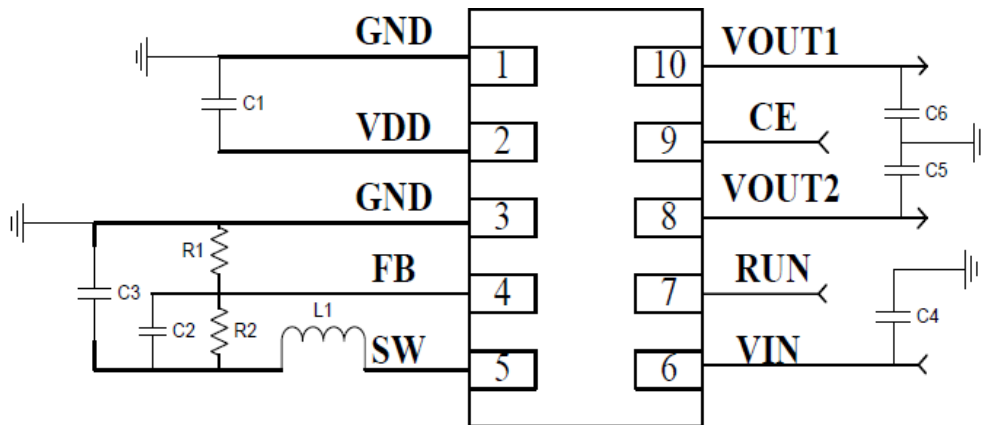 GND
VOUT1
1
10
C1
C6
VDD
CE
2
9
C5
GND
VOUT2
3
8
R1
FB
RUN
C3
4
7
C2
R2
L1
C4
SW
VIN
5
6